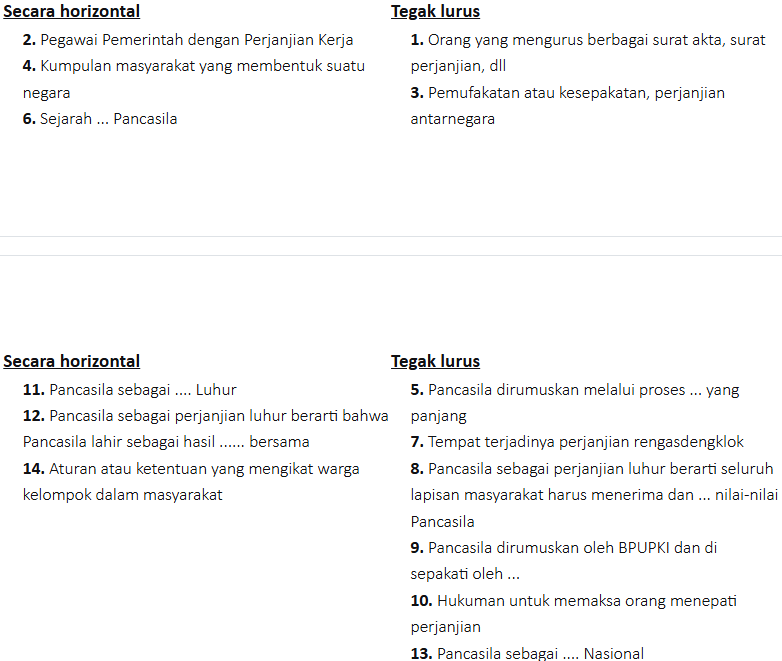 Secara horizontal
2. Pegawai Pemerintah dengan Perjanjian Kerja
4. Kumpulan masyarakat yang membentuk suatu
negara
6. Sejarah ... Pancasila
Tegak lurus
1. Orang yang mengurus berbagai surat akta, surat
perjanjian, dll
3. Pemufakatan atau kesepakatan, perjanjian
antarnegara
Secara horizontal
11. Pancasila sebagai .... Luhur
12. Pancasila sebagai perjanjian luhur berarti bahwa
Pancasila lahir sebagai hasil ...... bersama
14. Aturan atau ketentuan yang mengikat warga
kelompok dalam masyarakat
Tegak lurus
5. Pancasila dirumuskan melalui proses ... yang
panjang
7. Tempat terjadinya perjanjian rengasdengklok
8. Pancasila sebagai perjanjian luhur berarti seluruh
lapisan masyarakat harus menerima dan ... nilai-nilai
Pancasila
9. Pancasila dirumuskan oleh BPUPKI dan di
sepakati oleh ...
10. Hukuman untuk memaksa orang menepati
perjanjian
13. Pancasila sebagai .... Nasional